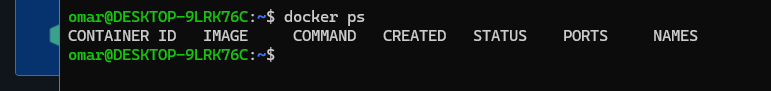 omar@DESKTOP-9LRK76C:~$ docker ps
CONTAINER ID   IMAGE     COMMAND   CREATED   STATUS    PORTS     NAMES
omar@DESKTOP-9LRK76C:~$